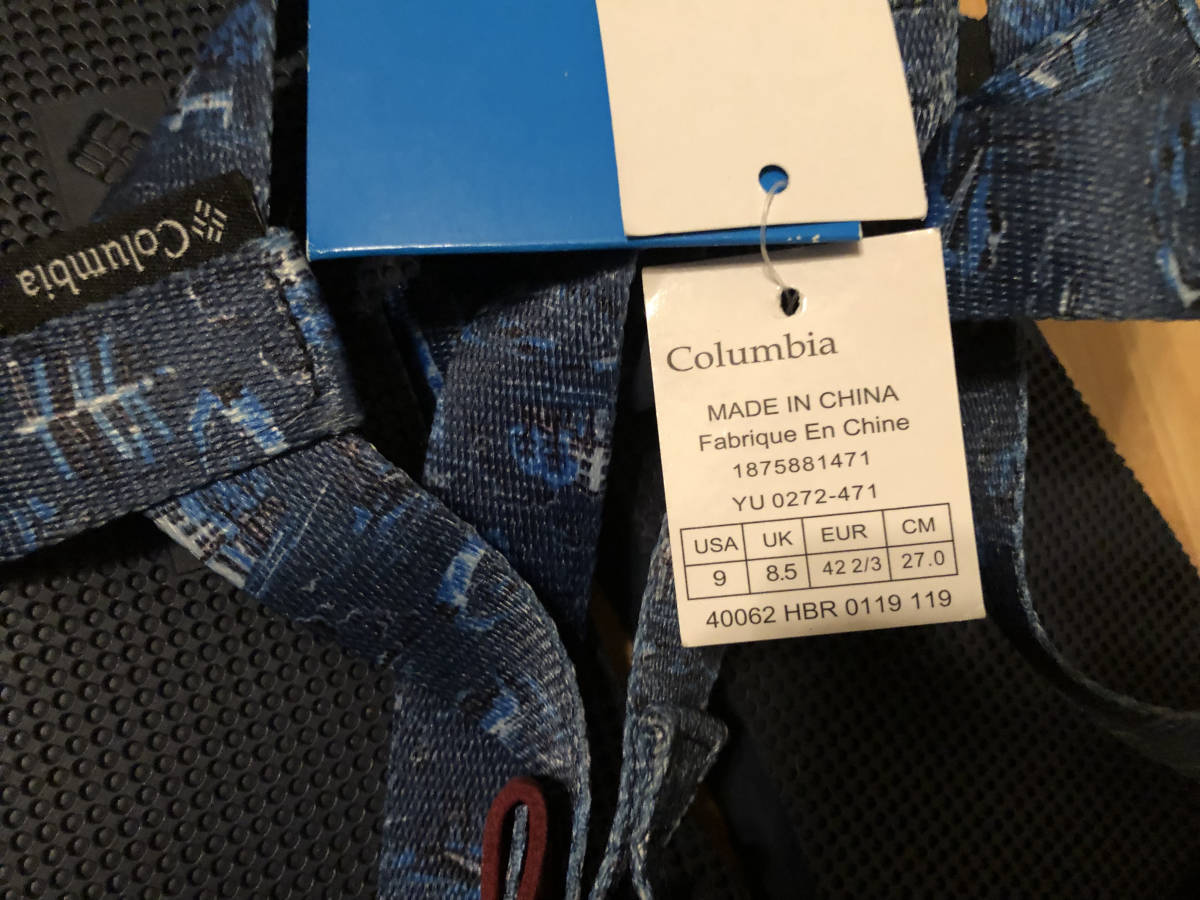 Columbia
Columbia
MADE IN CHINA
Fabrique En Chine
1875881471
YU 0272-471
USA UK EUR CM
9 8.5 42 2/3 27.0
40062 HBR 0119 119